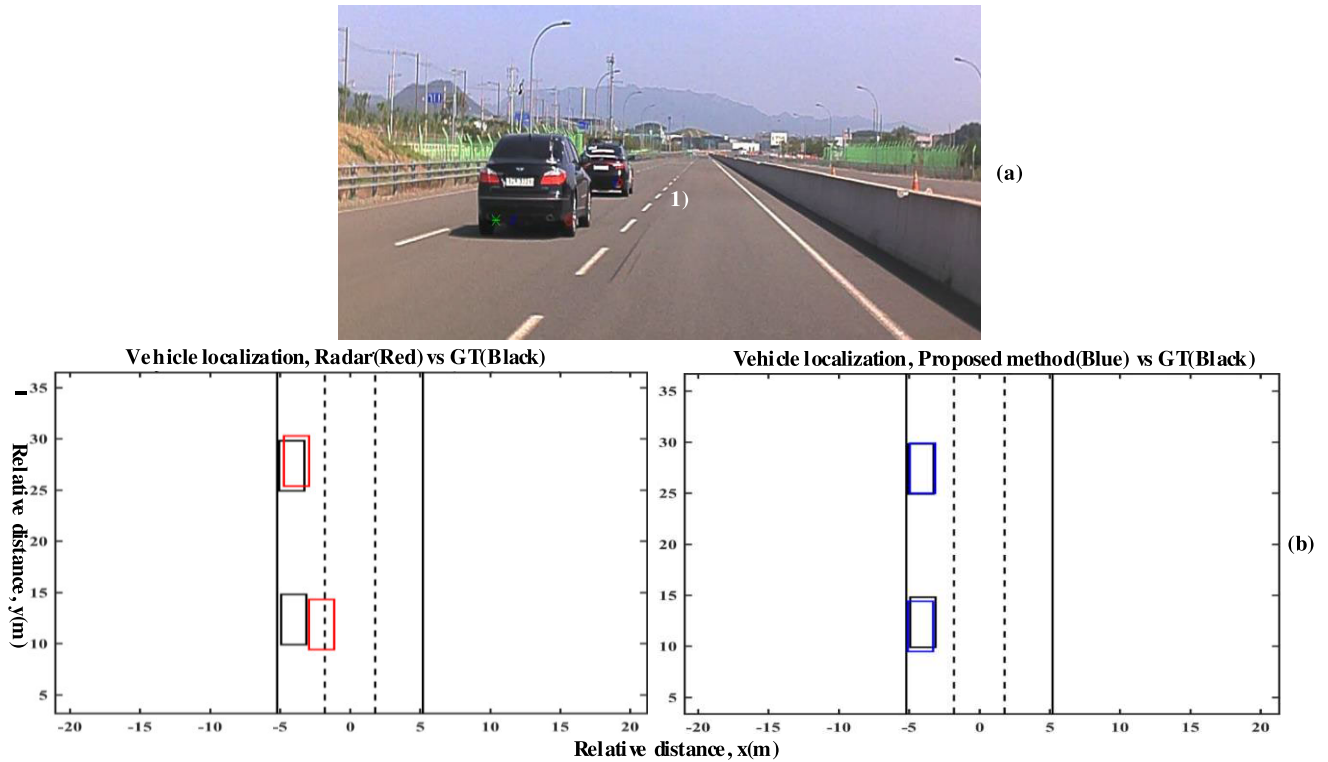 1)
(a)
Vehicle localization, Radar(Red) vs GT(Black)
Vehicle localization, Proposed method(Blue) vs GT(Black)
35
30
25
20
15
10
5
-20 -15 -10 -5 0 5 10 15 20
Relative distance, y(m)
35
30
25
20
15
10
5
-20 -15 -10 -5 0 5 10 15 20
(b)
Relative distance, x(m)